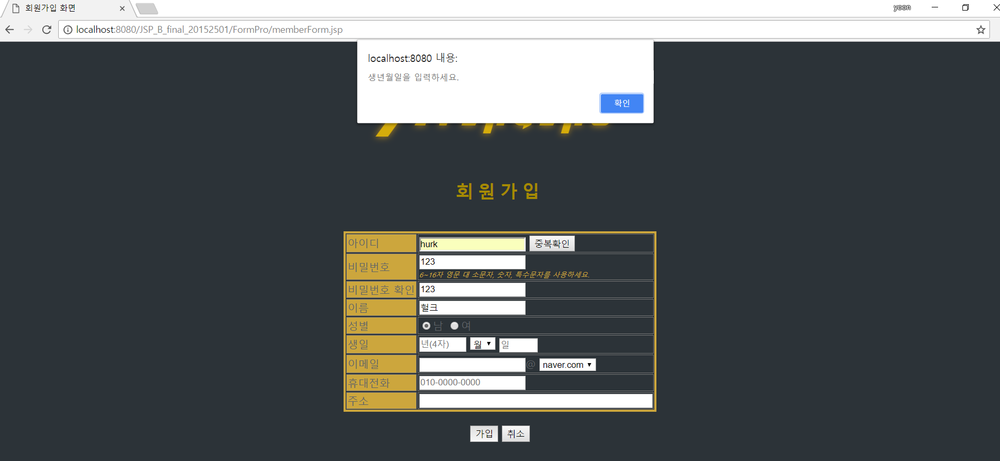 회원가입 화면
yoon
localhost:8080/JSP_B_final_20152501/FormPro/memberForm.jsp
localhost:8080 내용:
생년월일을 입력하세요.
확인
회 원 가 입
아이디 hurk 중복확인
비밀번호 123
6~16자 영문 대 소문자, 숫자, 특수문자를 사용하세요.
비밀번호 확인 123
이름 헐크
성별 남 여
생일 년(4자) 월 일
이메일 @ naver.com
휴대전화 010-0000-0000
주소
가입 취소